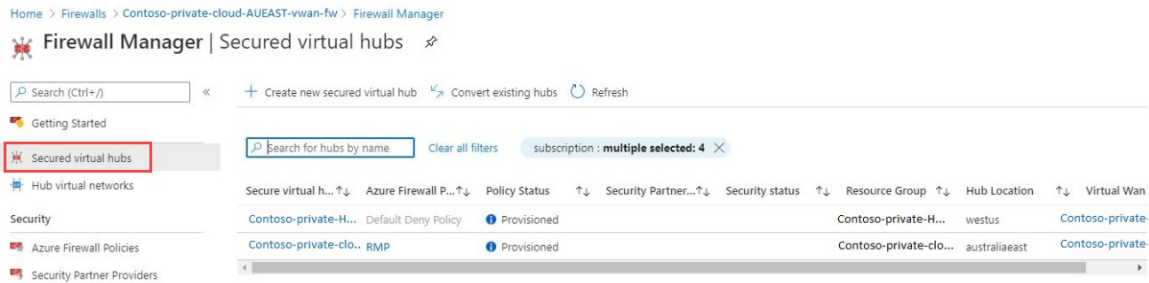 Home > Firewalls > Contoso-private-cloud-AUEAST-vwan-fw > Firewall Manager
Firewall Manager | Secured virtual hubs
Search (Ctrl+/) «
+ Create new secured virtual hub Convert existing hubs Refresh
Getting Started
Secured virtual hubs
Hub virtual networks
Security
Azure Firewall Policies
Security Partner Providers
Search for hubs by name Clear all filters subscription : multiple selected: 4 ×
Secure virtual h... ↑↓ Azure Firewall P... ↑↓ Policy Status ↑↓ Security Partner... ↑↓ Security status ↑↓ Resource Group ↑↓ Hub Location ↑↓ Virtual Wan
Contoso-private-H... Default Deny Policy Provisioned Contoso-private-H... westus Contoso-private-
Contoso-private-clo.. RMP Provisioned Contoso-private-clo... australiaeast Contoso-private-